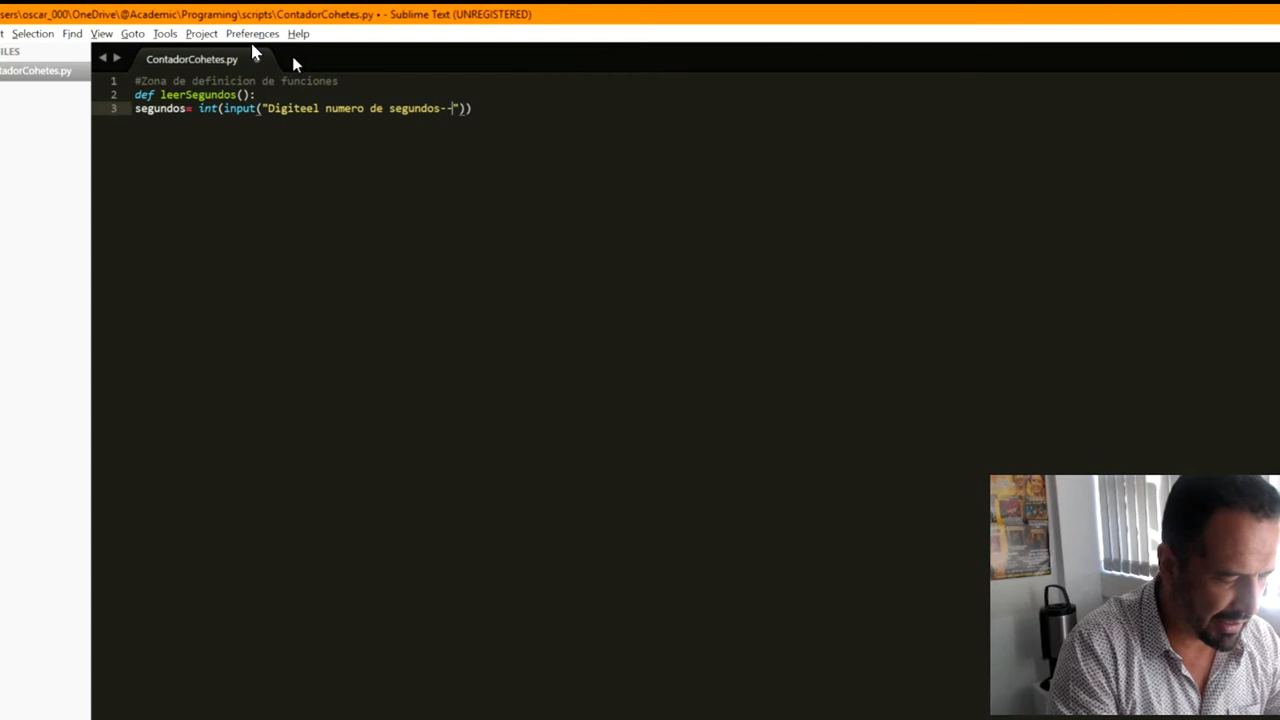 ers\oscar_000\OneDrive\@Academic\Programing\scripts\ContadorCohetes.py • - Sublime Text (UNREGISTERED)
t Selection Find View Goto Tools Project Preferences Help
ILES
tadorCohetes.py
ContadorCohetes.py
1 #Zona de definicion de funciones
2 def leerSegundos():
3 segundos= int(input("Digiteel numero de segundos--"))